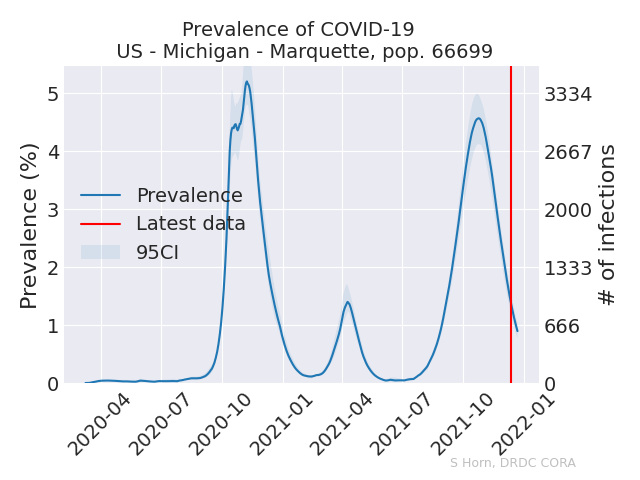 Prevalence of COVID-19
US - Michigan - Marquette, pop. 66699
Prevalence (%)
5
4
3
2
1
0
3334
2667
2000
1333
666
0
# of infections
Prevalence
Latest data
95CI
2020-04
2020-07
2020-10
2021-01
2021-04
2021-07
2021-10
2022-01
S Horn, DRDC CORA